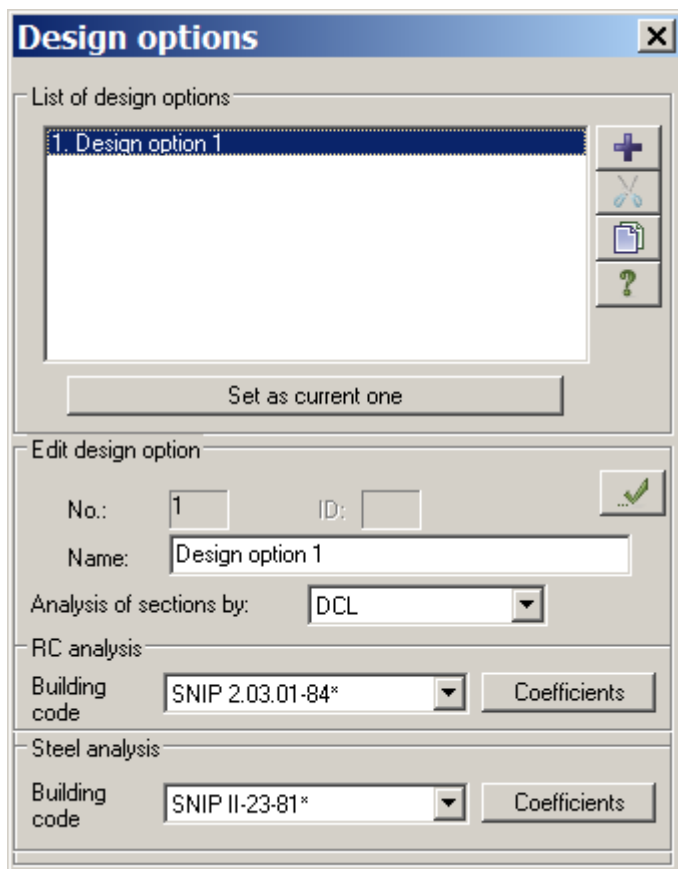 Design options
List of design options
1. Design option 1
Set as current one
Edit design option
No.: 1 ID:
Name: Design option 1
Analysis of sections by: DCL
RC analysis
Building code SNIP 2.03.01-84* Coefficients
Steel analysis
Building code SNIP II-23-81* Coefficients